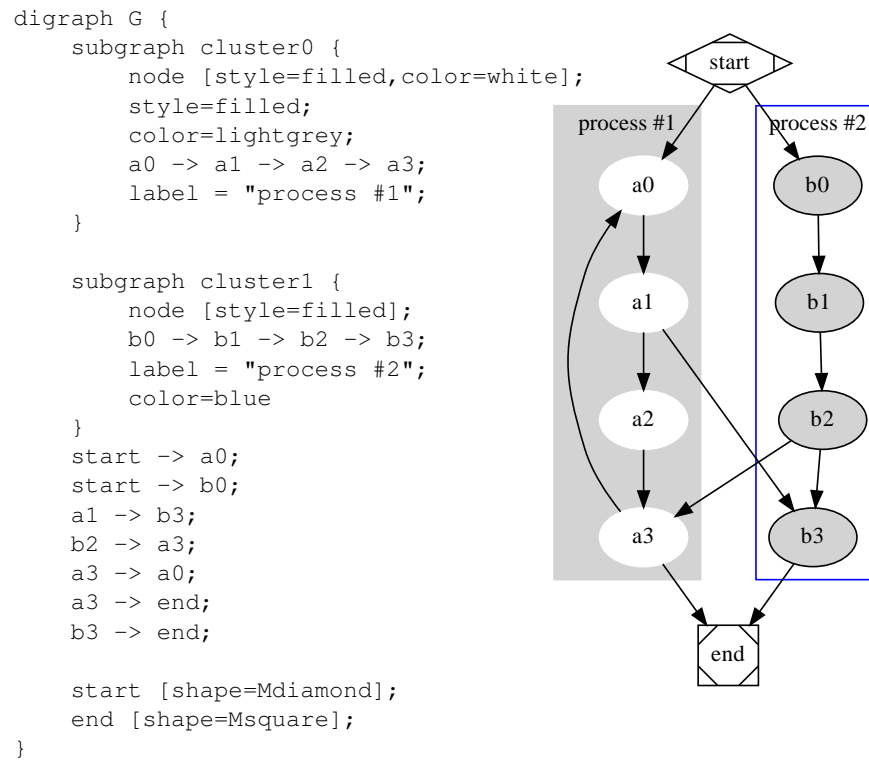 digraph G {
subgraph cluster0 {
node [style=filled,color=white];
style=filled;
color=lightgrey;
a0 -> a1 -> a2 -> a3;
label = "process #1";
}
subgraph cluster1 {
node [style=filled];
b0 -> b1 -> b2 -> b3;
label = "process #2";
color=blue
}
start -> a0;
start -> b0;
a1 -> b3;
b2 -> a3;
a3 -> a0;
a3 -> end;
b3 -> end;
start [shape=Mdiamond];
end [shape=Msquare];
}
start
process #1
process #2
a0
b0
a1
b1
a2
b2
a3
b3
end